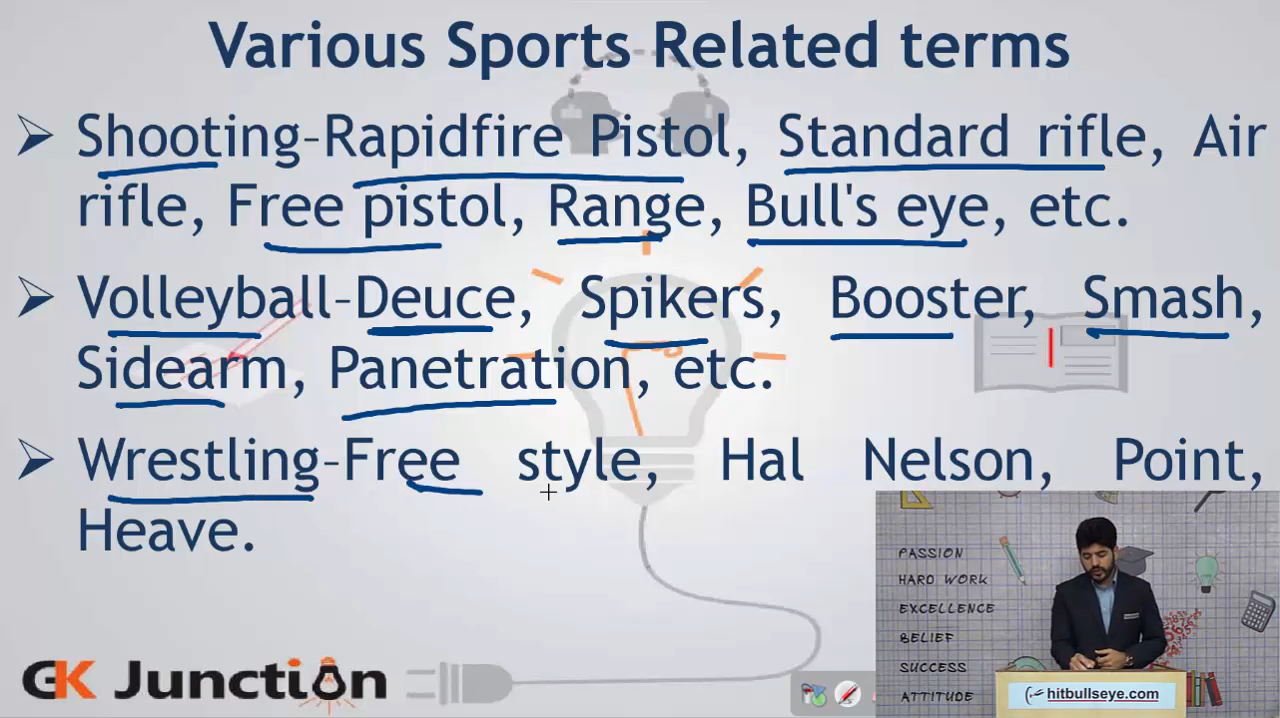 Various Sports Related terms
➢ Shooting–Rapidfire Pistol, Standard rifle, Air
rifle, Free pistol, Range, Bull's eye, etc.
➢ Volleyball–Deuce, Spikers, Booster, Smash,
Sidearm, Panetration, etc.
➢ Wrestling–Free style, Hal Nelson, Point,
Heave.
PASSION
HARD WORK
EXCELLENCE
BELIEF
SUCCESS
ATTITUDE
GK Junction
hitbullseye.com